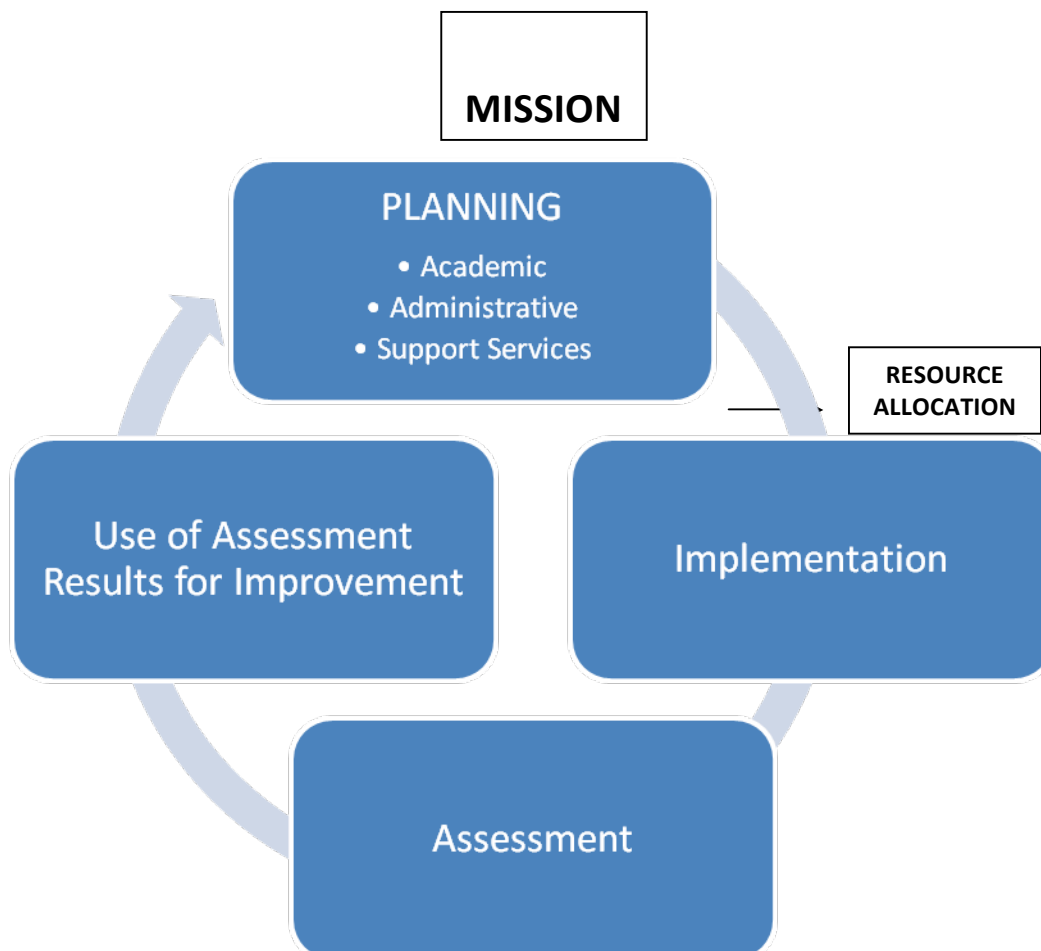 MISSION
PLANNING
• Academic
• Administrative
• Support Services
RESOURCE
ALLOCATION
Use of Assessment
Results for Improvement
Implementation
Assessment